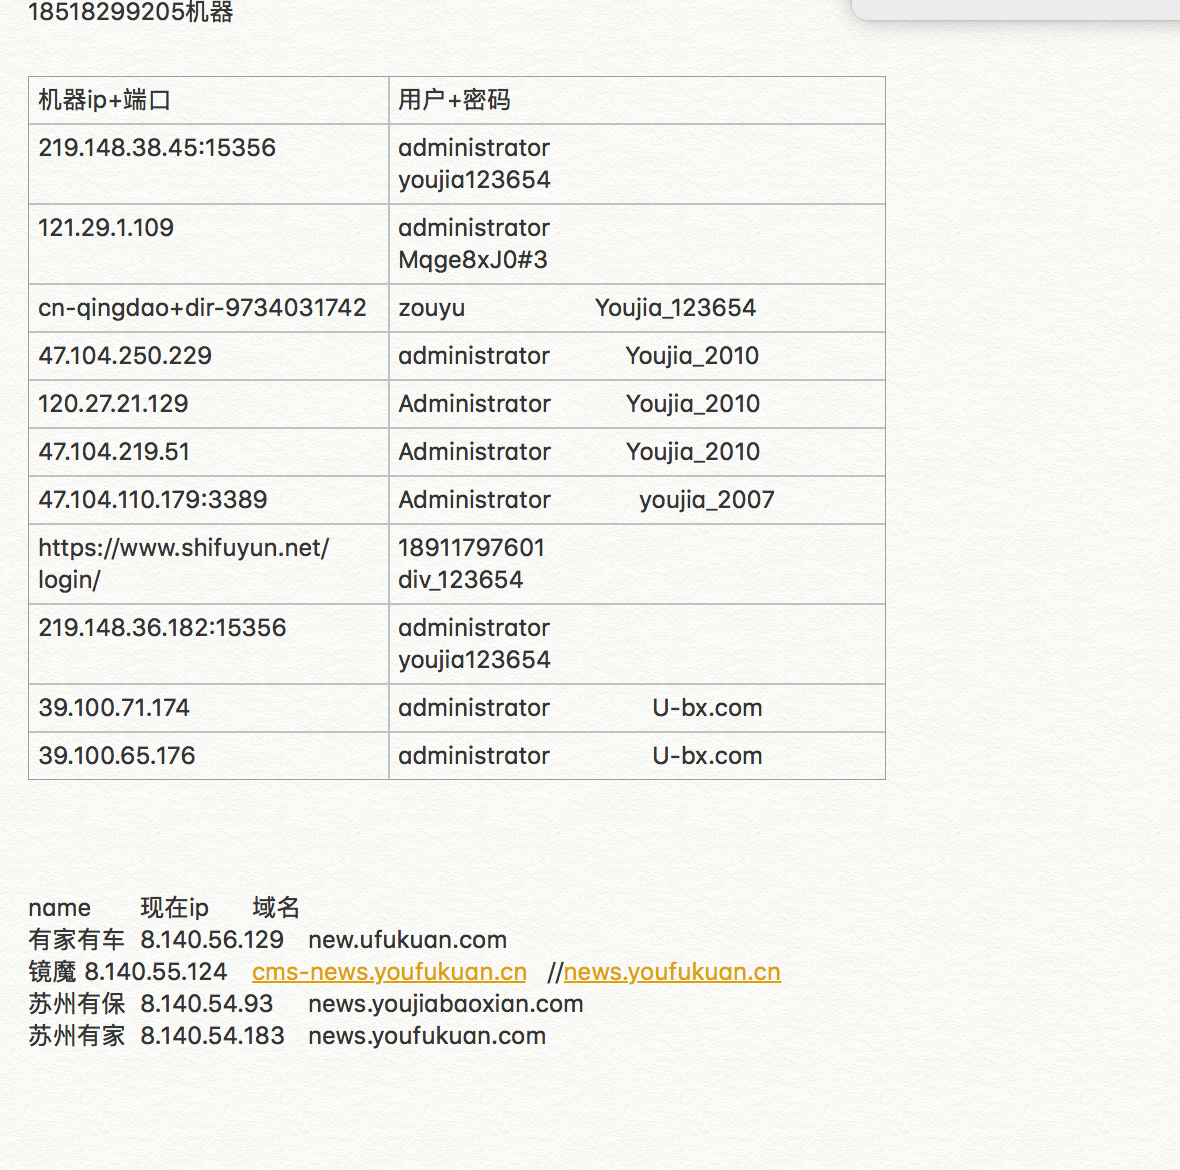 18518299205机器
机器ip+端口 用户+密码
219.148.38.45:15356 administrator
youjia123654
121.29.1.109 administrator
Mqge8xJ0#3
cn-qingdao+dir-9734031742 zouyu Youjia_123654
47.104.250.229 administrator Youjia_2010
120.27.21.129 Administrator Youjia_2010
47.104.219.51 Administrator Youjia_2010
47.104.110.179:3389 Administrator youjia_2007
https://www.shifuyun.net/ 18911797601
login/ div_123654
219.148.36.182:15356 administrator
youjia123654
39.100.71.174 administrator U-bx.com
39.100.65.176 administrator U-bx.com
name 现在ip 域名
有家有车 8.140.56.129 new.ufukuan.com
镜魔 8.140.55.124 cms-news.youfukuan.cn //news.youfukuan.cn
苏州有保 8.140.54.93 news.youjiabaoxian.com
苏州有家 8.140.54.183 news.youfukuan.com